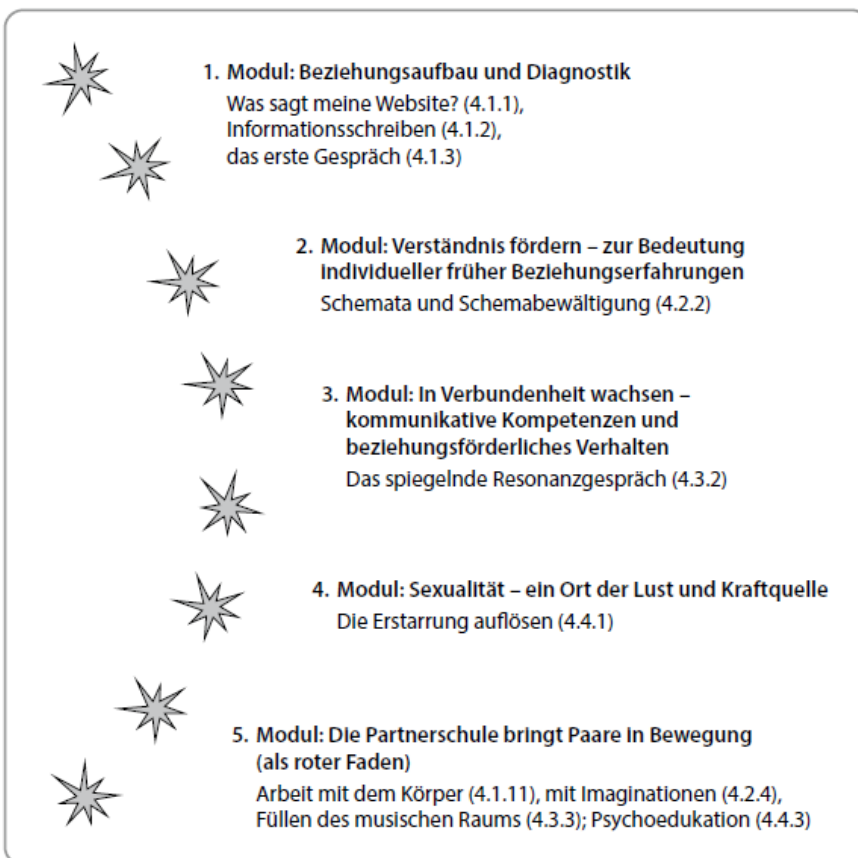 1. Modul: Beziehungsaufbau und Diagnostik
Was sagt meine Website? (4.1.1),
Informationsschreiben (4.1.2),
das erste Gespräch (4.1.3)
2. Modul: Verständnis fördern – zur Bedeutung
individueller früher Beziehungserfahrungen
Schemata und Schemabewältigung (4.2.2)
3. Modul: In Verbundenheit wachsen –
kommunikative Kompetenzen und
beziehungsförderliches Verhalten
Das spiegelnde Resonanzgespräch (4.3.2)
4. Modul: Sexualität – ein Ort der Lust und Kraftquelle
Die Erstarrung auflösen (4.4.1)
5. Modul: Die Partnerschule bringt Paare in Bewegung
(als roter Faden)
Arbeit mit dem Körper (4.1.11), mit Imaginationen (4.2.4),
Füllen des musischen Raums (4.3.3); Psychoedukation (4.4.3)